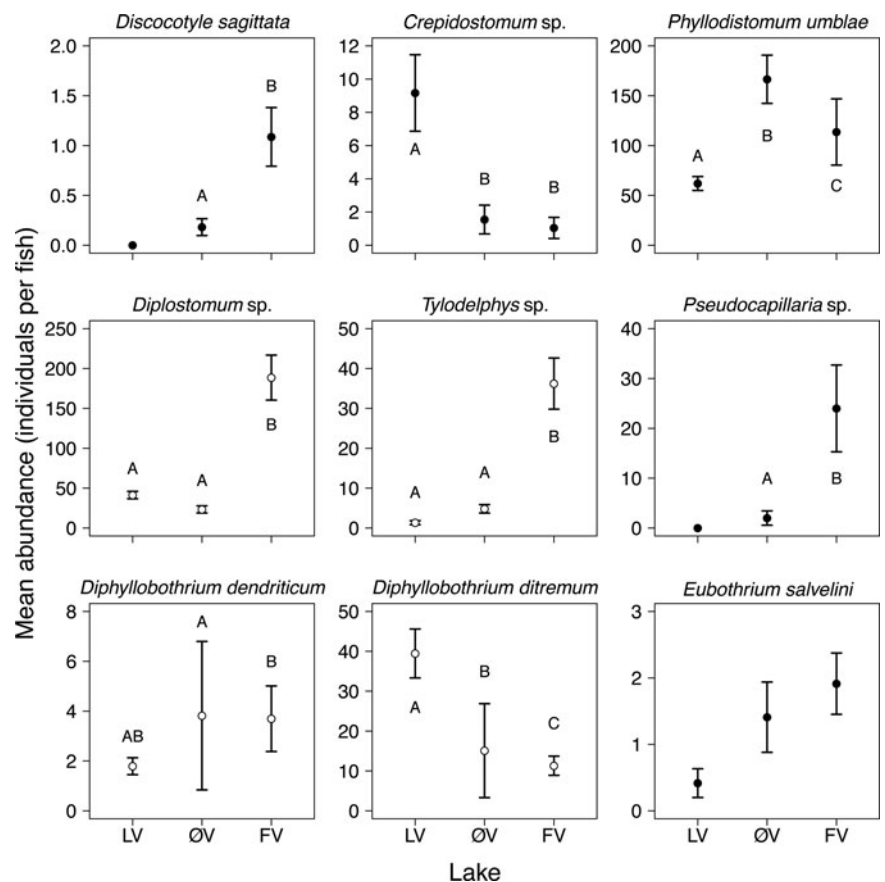 Discocotyle sagittata
Crepidostomum sp.
Phyllodistomum umblae
2.0
1.5
1.0
0.5
0.0
A
B
12
10
8
6
4
2
0
A
B
B
200
150
100
50
0
A
B
C
Diplostomum sp.
Tylodelphys sp.
Pseudocapillaria sp.
250
200
150
100
50
0
A
A
B
50
40
30
20
10
0
A
A
B
40
30
20
10
0
A
B
Diphyllobothrium dendriticum
Diphyllobothrium ditremum
Eubothrium salvelini
8
6
4
2
0
AB
A
B
50
40
30
20
10
0
A
B
C
3
2
1
0
LV ØV FV
LV ØV FV
LV ØV FV
Mean abundance (individuals per fish)
Lake